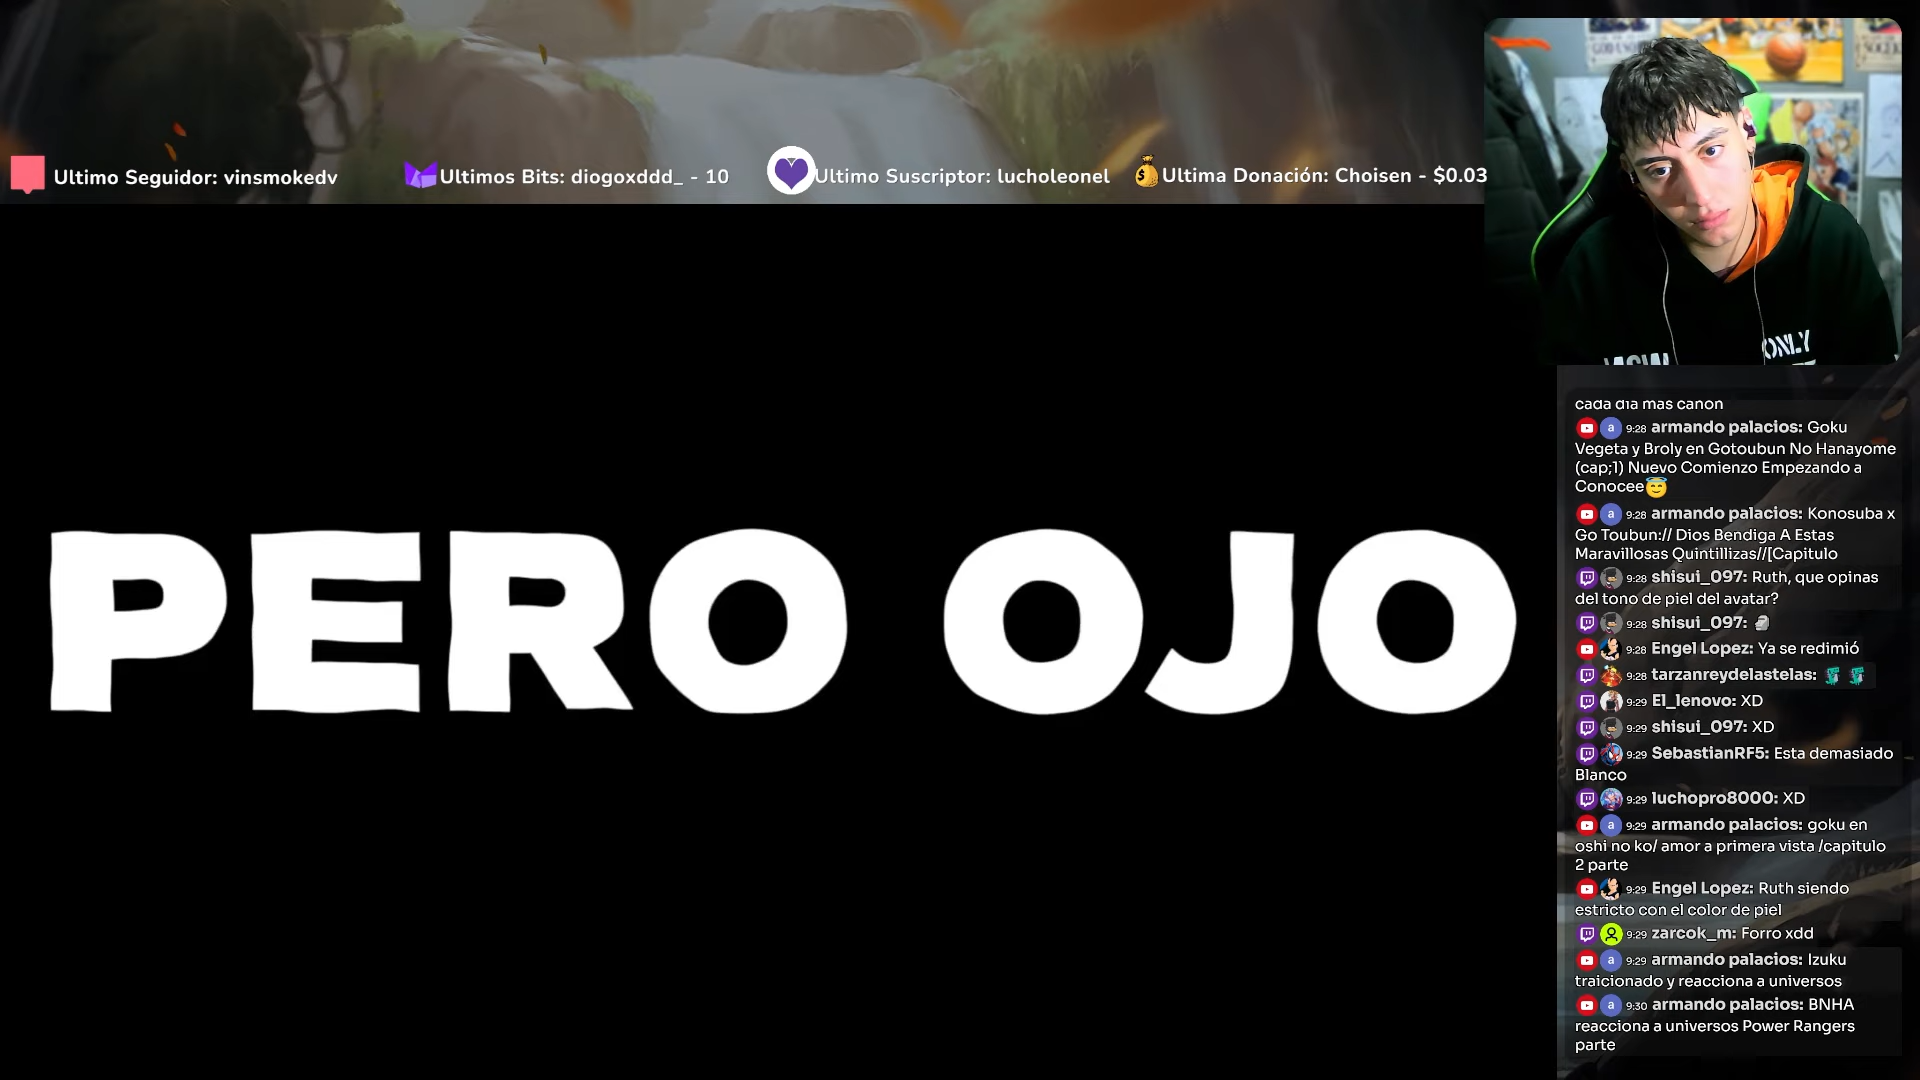 Ultimo Seguidor: vinsmokedv
Ultimos Bits: diogoxddd_ - 10
Ultimo Suscriptor: lucholeonel
Ultima Donación: Choisen - $0.03
PERO OJO
ONLY
cada dia mas cañon
9:28 armando palacios: Goku
Vegeta y Broly en Gotoubun No Hanayome
(cap;1) Nuevo Comienzo Empezando a
Conocee😇
9:28 armando palacios: Konosuba x
Go Toubun:// Dios Bendiga A Estas
Maravillosas Quintillizas//[Capitulo
9:28 shisui_097: Ruth, que opinas
del tono de piel del avatar?
9:28 shisui_097: 🗿
9:28 Engel Lopez: Ya se redimió
9:28 tarzanreydelastelas:
9:29 El_lenovo: XD
9:29 shisui_097: XD
9:29 SebastianRF5: Esta demasiado
Blanco
9:29 luchopro8000: XD
9:29 armando palacios: goku en
oshi no ko/ amor a primera vista /capitulo
2 parte
9:29 Engel Lopez: Ruth siendo
estricto con el color de piel
9:29 zarcok_m: Forro xdd
9:29 armando palacios: Izuku
traicionado y reacciona a universos
9:30 armando palacios: BNHA
reacciona a universos Power Rangers
parte